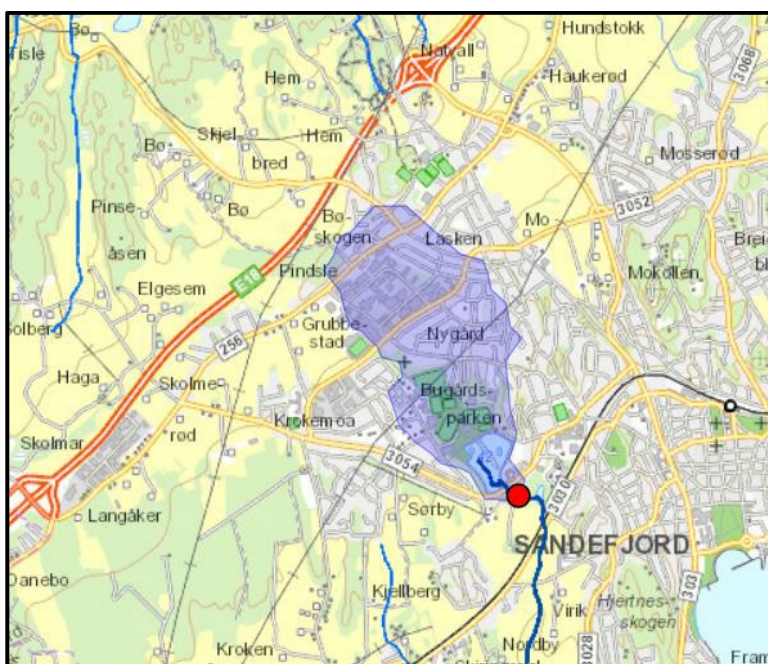 Bø
Tisle
Hundstokk
Natvall
Hem
Haukerød
3068
Skjel-
bred
Hem
Bø
Mosserød
Pinse-
åsen
Bø
Bø-
skogen
Lasken
Mo
3052
Pindsle
Mokollen
Elgesem
E18
Solberg
256
Grubbe-
stad
Nygård
Haga
Skolme-
rød
Bugårds-
parken
Krokemoa
Skolmar
3054
Langåker
Sørby
3030
SANDEFJORD
303
Danebo
Kjellberg
Virik
Hjertnes-
skogen
Kroken
Nordby
3028
Fram